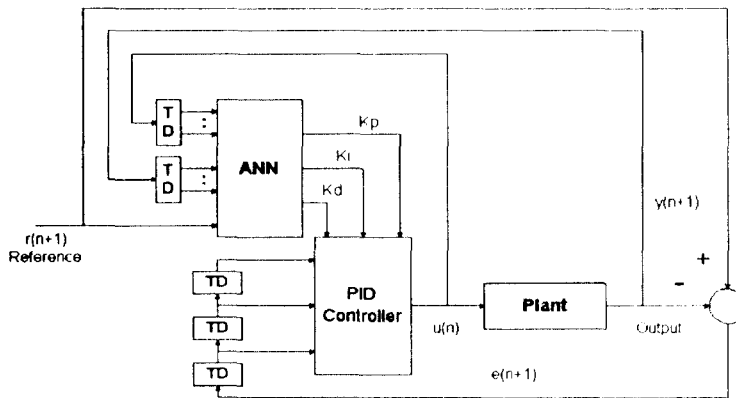 T
D
:
T
D
:
ANN
Kp
Ki
Kd
r(n+1)
Reference
y(n+1)
+
-
TD
TD
TD
PID
Controller
u(n)
Plant
Output
e(n+1)